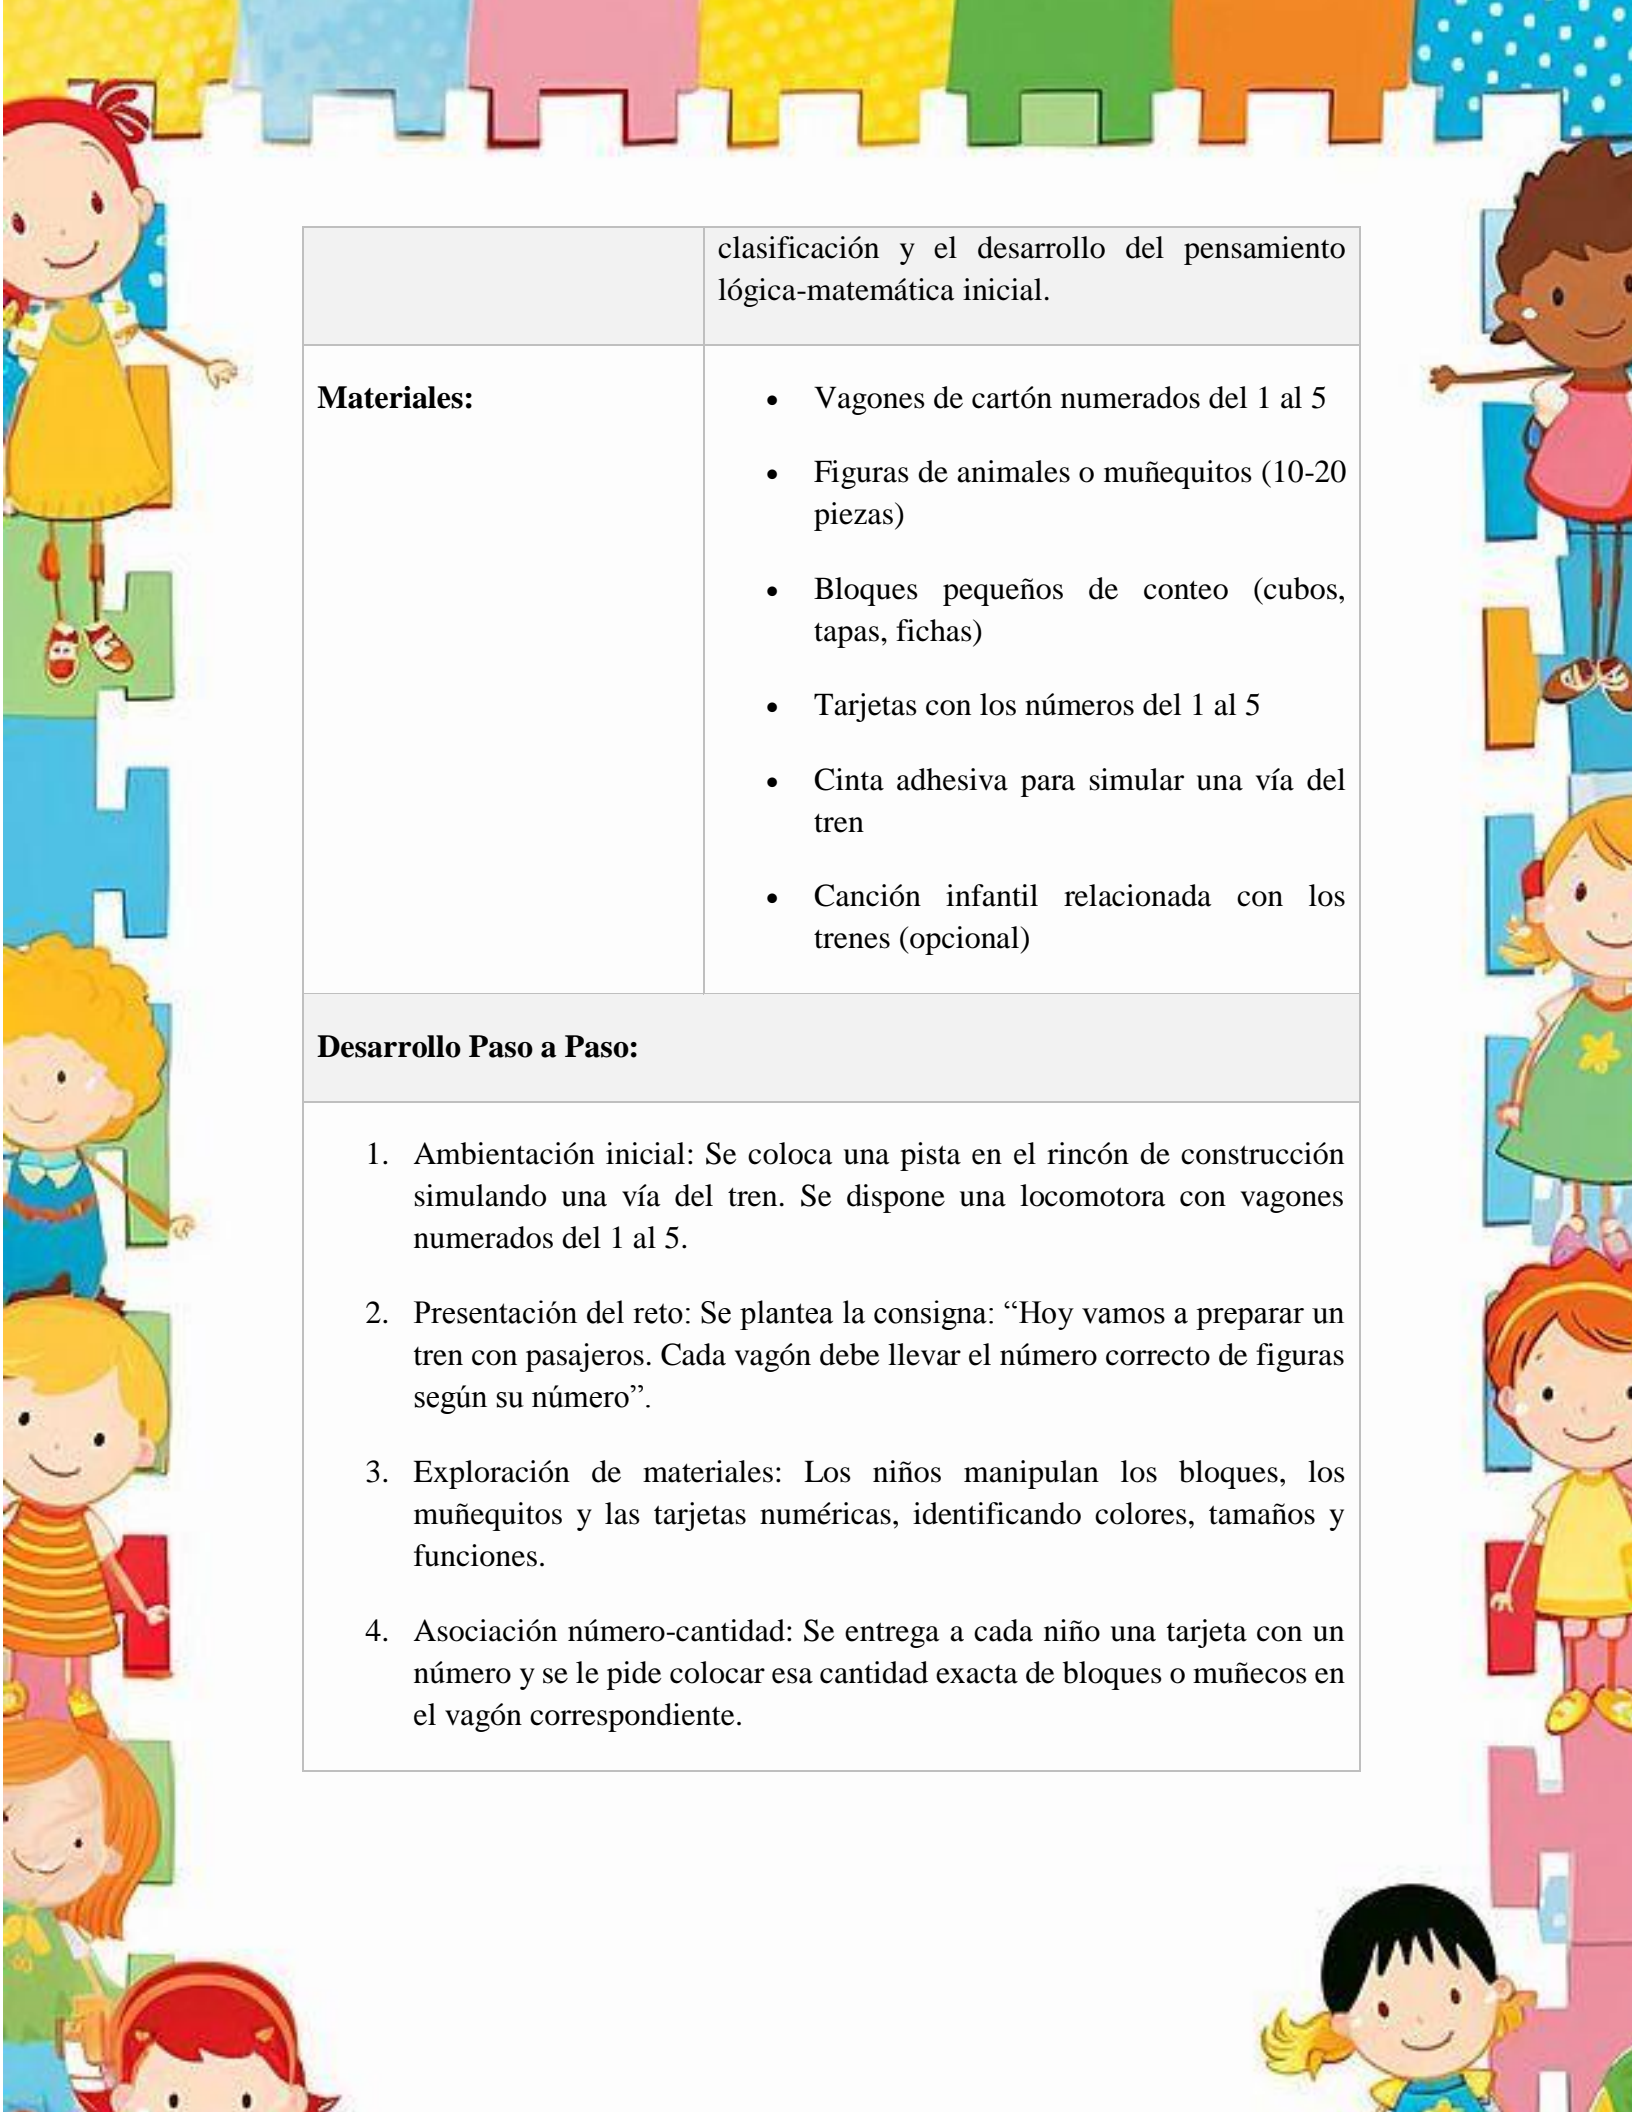 clasificación y el desarrollo del pensamiento
lógica-matemática inicial.
Materiales:
• Vagones de cartón numerados del 1 al 5
• Figuras de animales o muñequitos (10-20
piezas)
• Bloques pequeños de conteo (cubos,
tapas, fichas)
• Tarjetas con los números del 1 al 5
• Cinta adhesiva para simular una vía del
tren
• Canción infantil relacionada con los
trenes (opcional)
Desarrollo Paso a Paso:
1. Ambientación inicial: Se coloca una pista en el rincón de construcción
simulando una vía del tren. Se dispone una locomotora con vagones
numerados del 1 al 5.
2. Presentación del reto: Se plantea la consigna: “Hoy vamos a preparar un
tren con pasajeros. Cada vagón debe llevar el número correcto de figuras
según su número”.
3. Exploración de materiales: Los niños manipulan los bloques, los
muñequitos y las tarjetas numéricas, identificando colores, tamaños y
funciones.
4. Asociación número-cantidad: Se entrega a cada niño una tarjeta con un
número y se le pide colocar esa cantidad exacta de bloques o muñecos en
el vagón correspondiente.